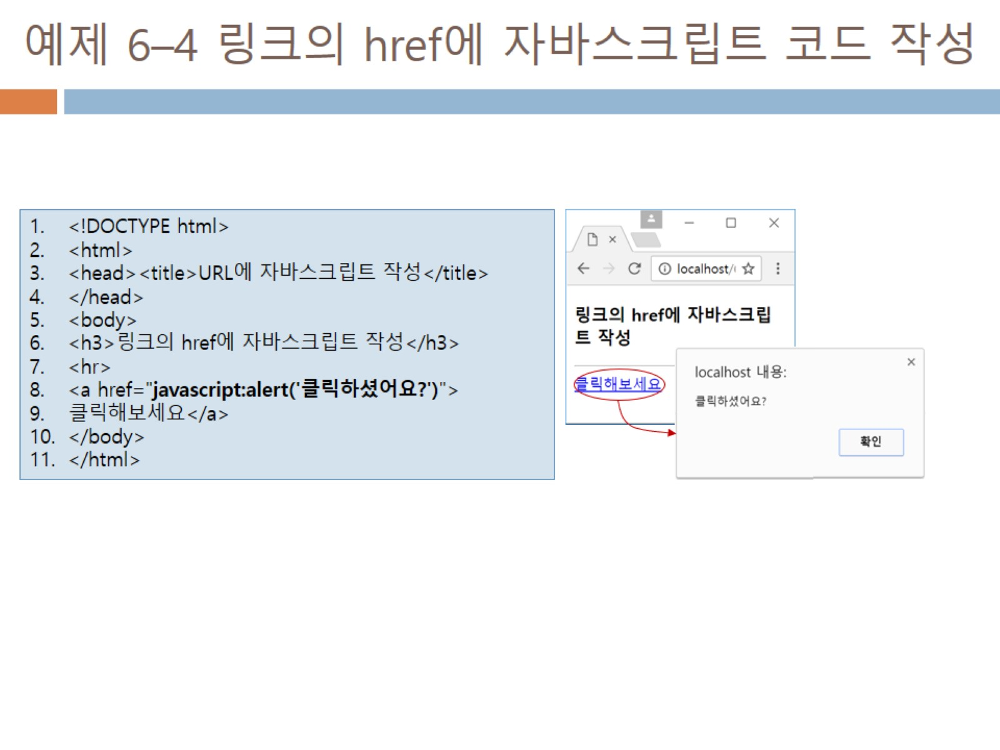 예제 6–4 링크의 href에 자바스크립트 코드 작성
1. <!DOCTYPE html>
2. <html>
3. <head><title>URL에 자바스크립트 작성</title>
4. </head>
5. <body>
6. <h3>링크의 href에 자바스크립트 작성</h3>
7. <hr>
8. <a href="javascript:alert('클릭하셨어요?')">
9. 클릭해보세요</a>
10. </body>
11. </html>
localhost/
링크의 href에 자바스크립
트 작성
클릭해보세요
localhost 내용:
클릭하셨어요?
확인